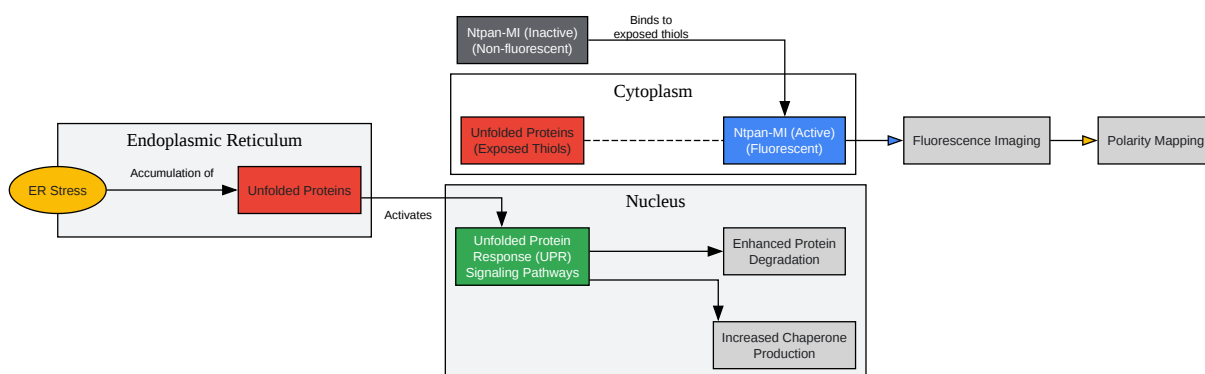 Ntpan-MI (Inactive)
(Non-fluorescent)
Binds to
exposed thiols
Cytoplasm
Unfolded Proteins
(Exposed Thiols)
Ntpan-MI (Active)
(Fluorescent)
Fluorescence Imaging
Polarity Mapping
Endoplasmic Reticulum
ER Stress
Accumulation of
Unfolded Proteins
Activates
Nucleus
Unfolded Protein
Response (UPR)
Signaling Pathways
Enhanced Protein
Degradation
Increased Chaperone
Production